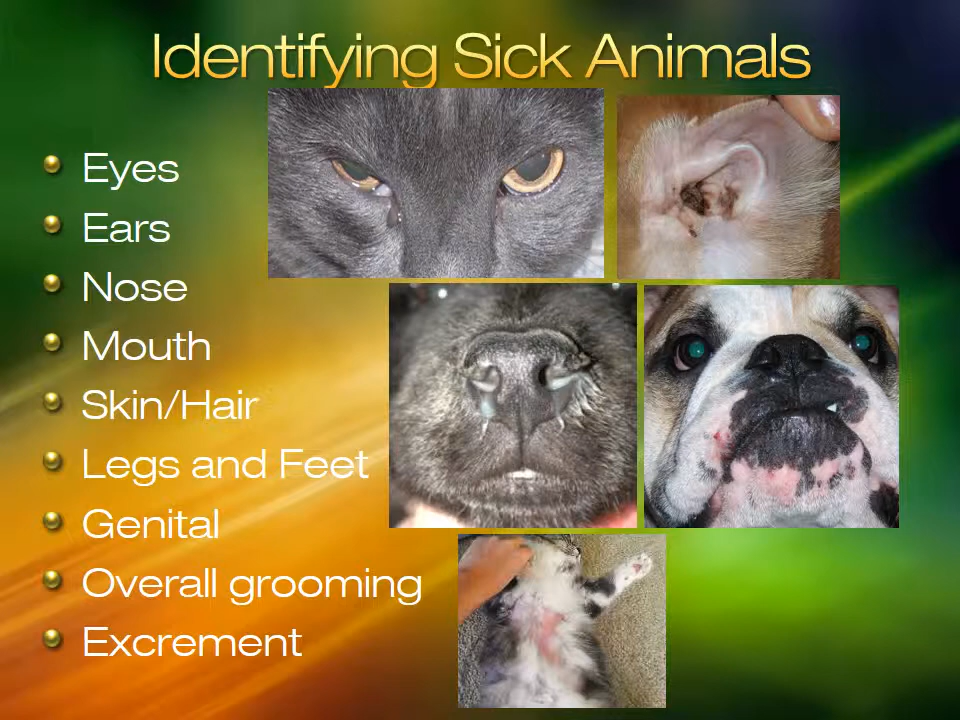 Identifying Sick Animals
Eyes
Ears
Nose
Mouth
Skin/Hair
Legs and Feet
Genital
Overall grooming
Excrement